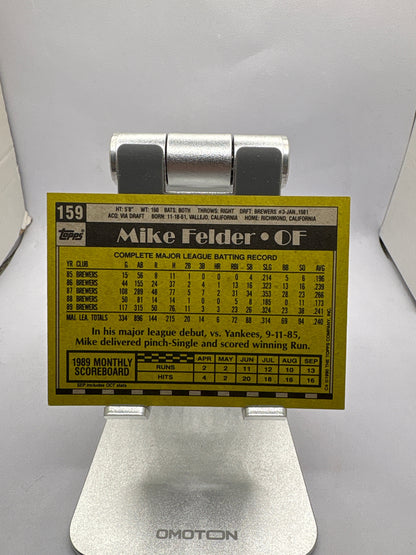 159
HT: 5'8" WT: 160 BATS: BOTH THROWS: RIGHT DRFT: BREWERS #3-JAN., 1981
ACQ. VIA DRAFT BORN: 11-18-61, VALLEJO, CALIFORNIA HOME: RICHMOND, CALIFORNIA
Topps
Mike Felder • OF
COMPLETE MAJOR LEAGUE BATTING RECORD
YR CLUB G AB R H 2B 3B HR RBI SB SLG BB SO AVG
85 BREWERS 15 56 8 11 0 0 0 0 4 .214 5 6 .196
86 BREWERS 44 155 24 37 2 4 1 13 16 .323 13 16 .239
87 BREWERS 108 289 48 77 5 7 2 31 34 .353 28 23 .266
88 BREWERS 50 81 14 14 1 0 0 5 8 .185 0 11 .173
89 BREWERS 117 315 50 76 11 3 3 23 26 .324 23 38 .241
MAJ. LEA. TOTALS 334 896 144 215 20 14 6 72 88 .314 69 94 .240
In his major league debut, vs. Yankees, 9-11-85,
Mike delivered pinch-Single and scored winning Run.
1989 MONTHLY SCOREBOARD
APR MAY JUN JUL AUG SEP
RUNS 2 2 11 12 10 13
HITS 4 2 20 18 16 16
SEP includes OCT stats
OMOTON